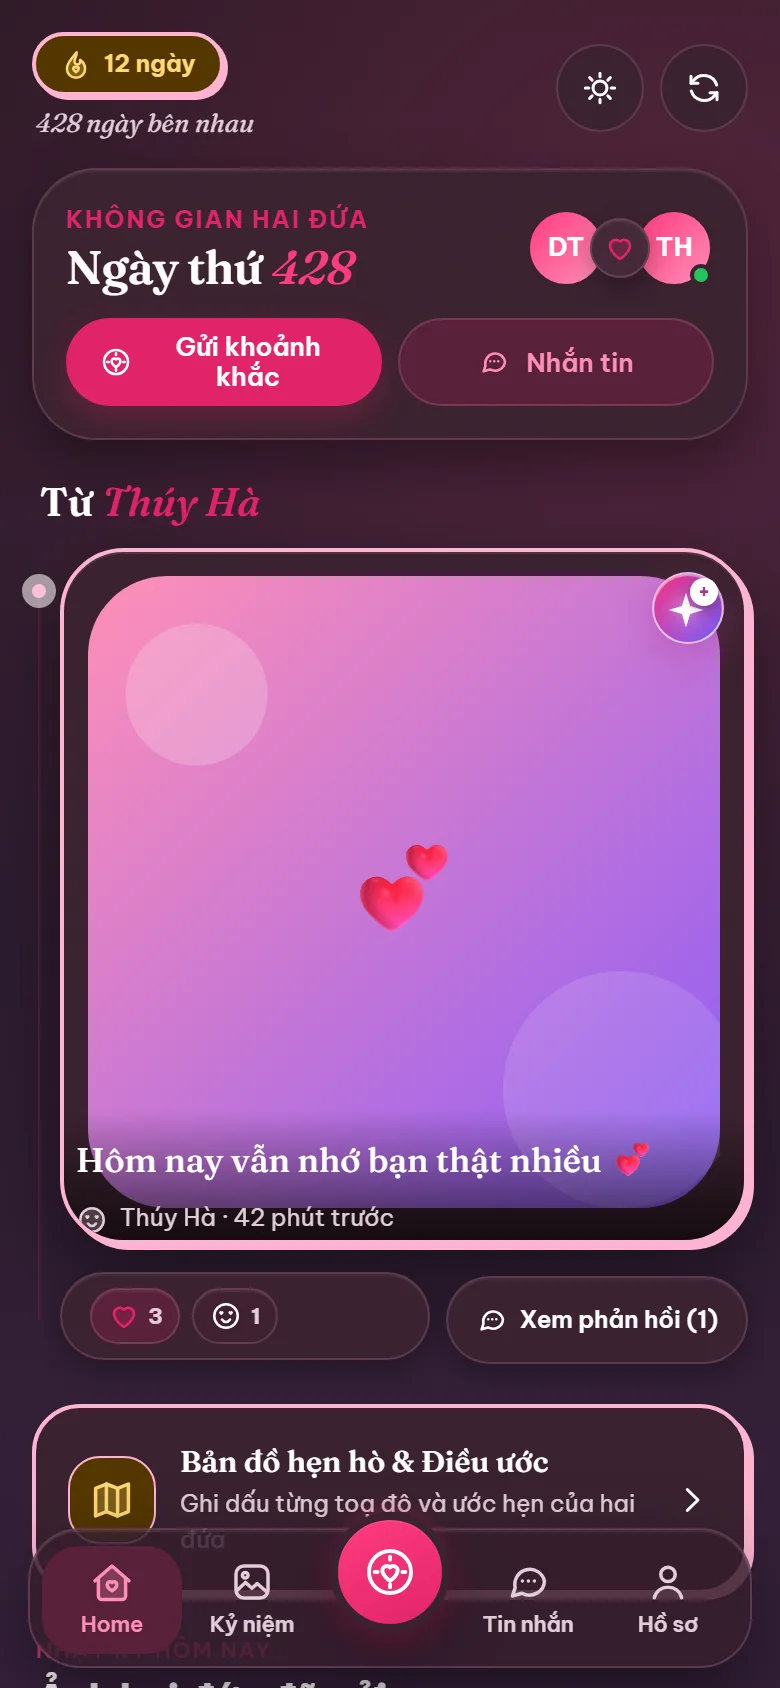 12 ngày
428 ngày bên nhau
KHÔNG GIAN HAI ĐỨA
Ngày thứ 428
DT
TH
Gửi khoảnh
khắc
Nhắn tin
Từ Thúy Hà
Hôm nay vẫn nhớ bạn thật nhiều 💕
Thúy Hà · 42 phút trước
3
1
Xem phản hồi (1)
Bản đồ hẹn hò & Điều ước
Ghi dấu từng toạ độ và ước hẹn của hai
đứa
Home
Kỷ niệm
Tin nhắn
Hồ sơ
HÔM NAY